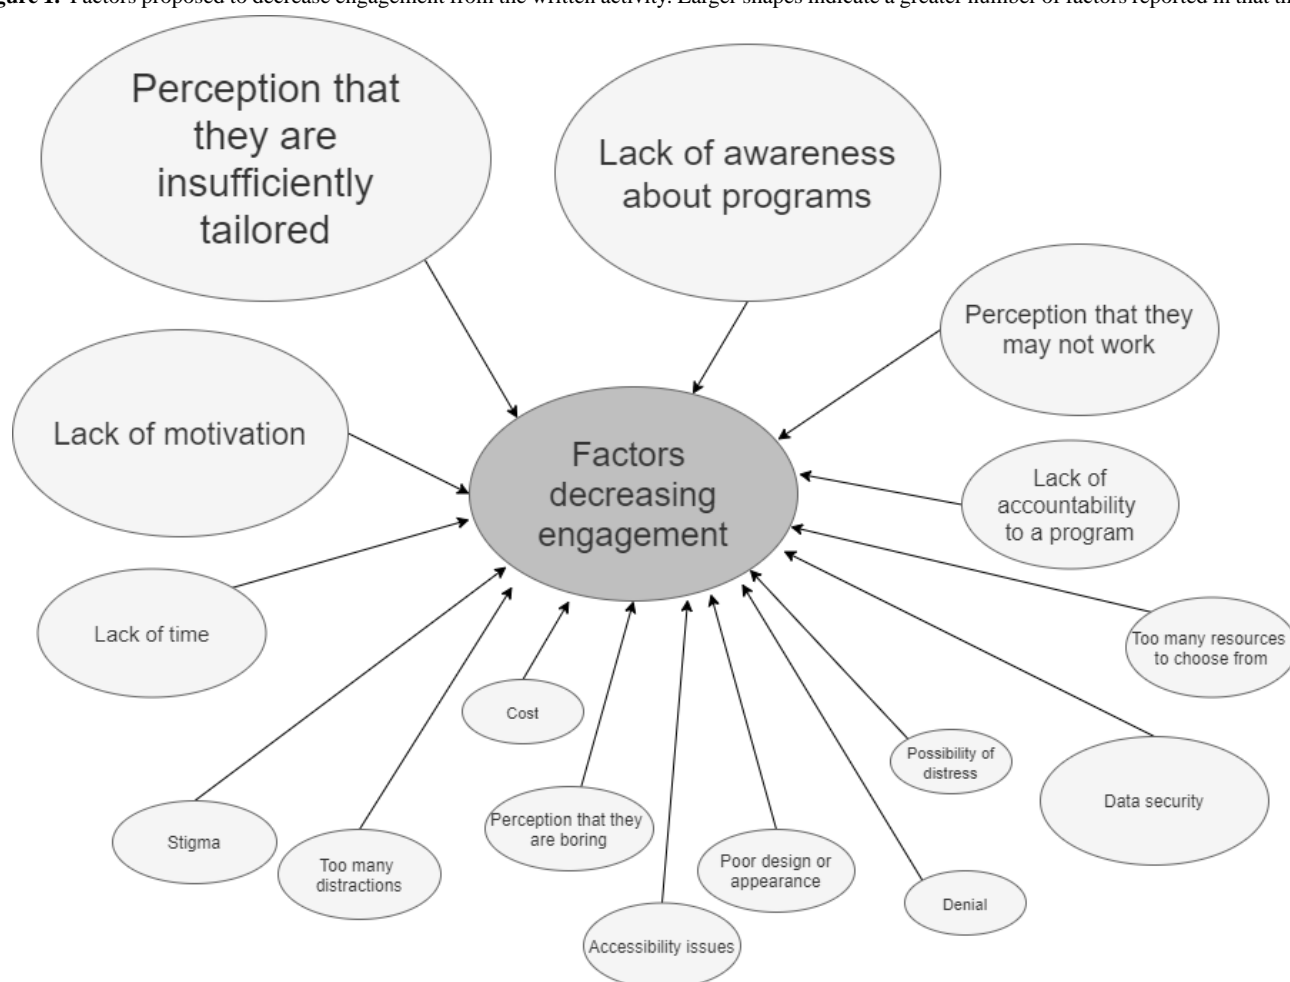 Figure 1. Factors proposed to decrease engagement from the written activity. Larger shapes indicate a greater number of factors reported in that
Perception that
they are
insufficiently
tailored
Lack of awareness
about programs
Perception that they
may not work
Lack of motivation
Factors
decreasing
engagement
Lack of
accountability
to a program
Lack of time
Too many resources
to choose from
Cost
Possibility of
distress
Data security
Stigma
Too many
distractions
Perception that they
are boring
Poor design or
appearance
Denial
Accessibility issues